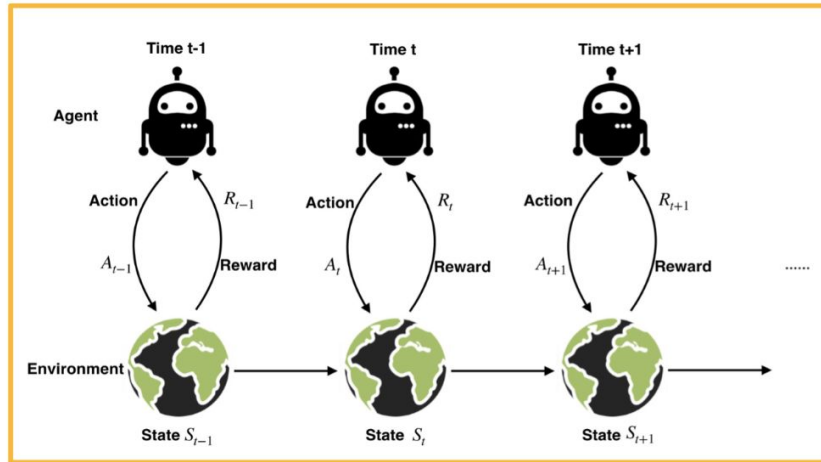 Time t-1
Time t
Time t+1
Agent
Action
R_{t-1}
Action
R_t
Action
R_{t+1}
A_{t-1}
Reward
A_t
Reward
A_{t+1}
Reward
......
Environment
State S_{t-1}
State S_t
State S_{t+1}